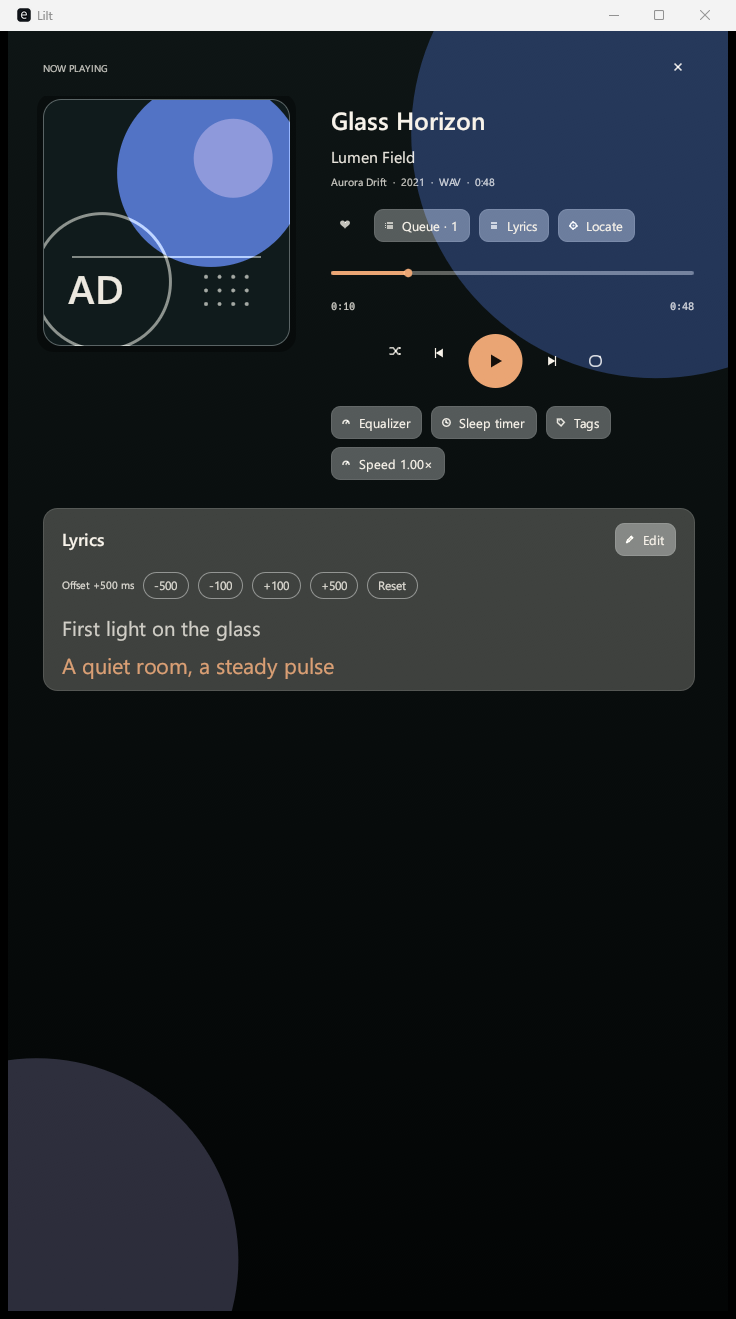 Lilt
NOW PLAYING
AD
Glass Horizon
Lumen Field
Aurora Drift · 2021 · WAV · 0:48
Queue · 1
Lyrics
Locate
0:10
0:48
Equalizer
Sleep timer
Tags
Speed 1.00×
Lyrics
Edit
Offset +500 ms
-500
-100
+100
+500
Reset
First light on the glass
A quiet room, a steady pulse